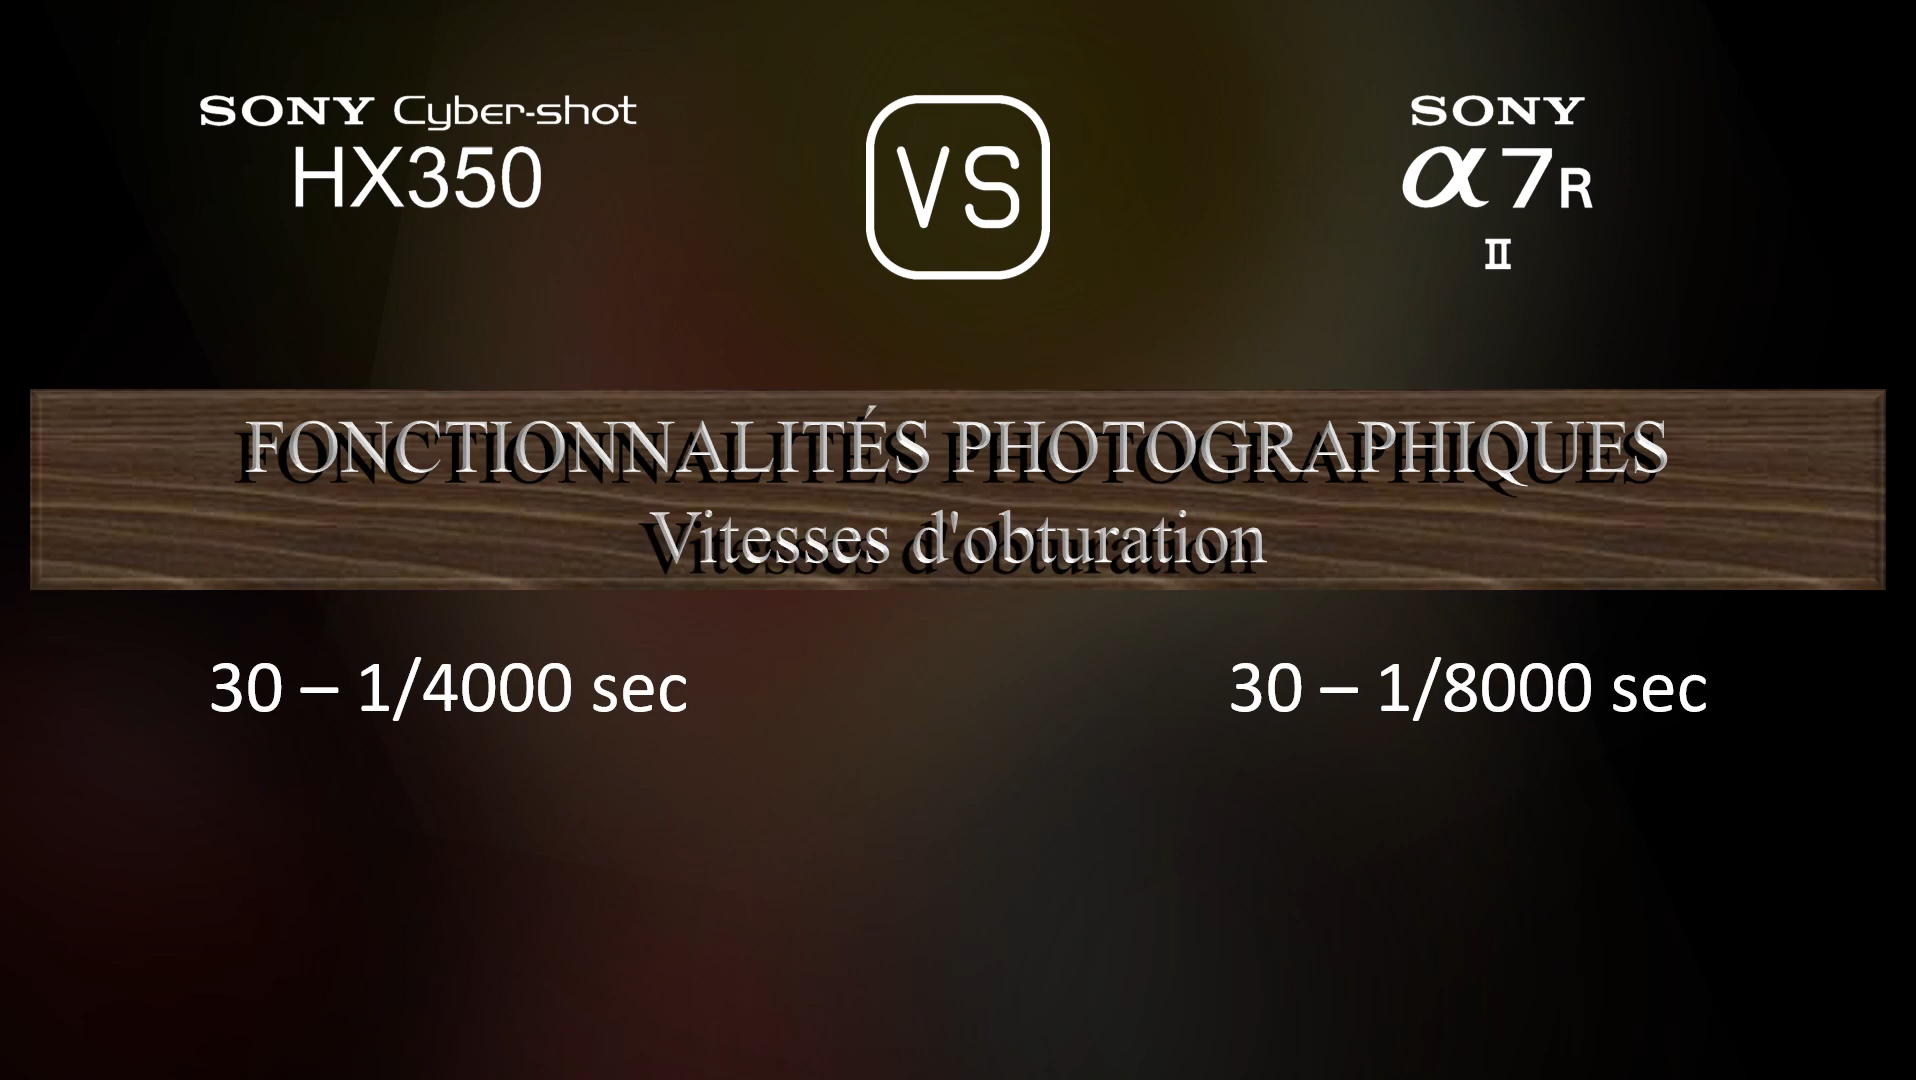 SONY Cyber-shot
HX350
VS
SONY
α7R
II
FONCTIONNALITÉS PHOTOGRAPHIQUES
Vitesses d'obturation
30 – 1/4000 sec
30 – 1/8000 sec